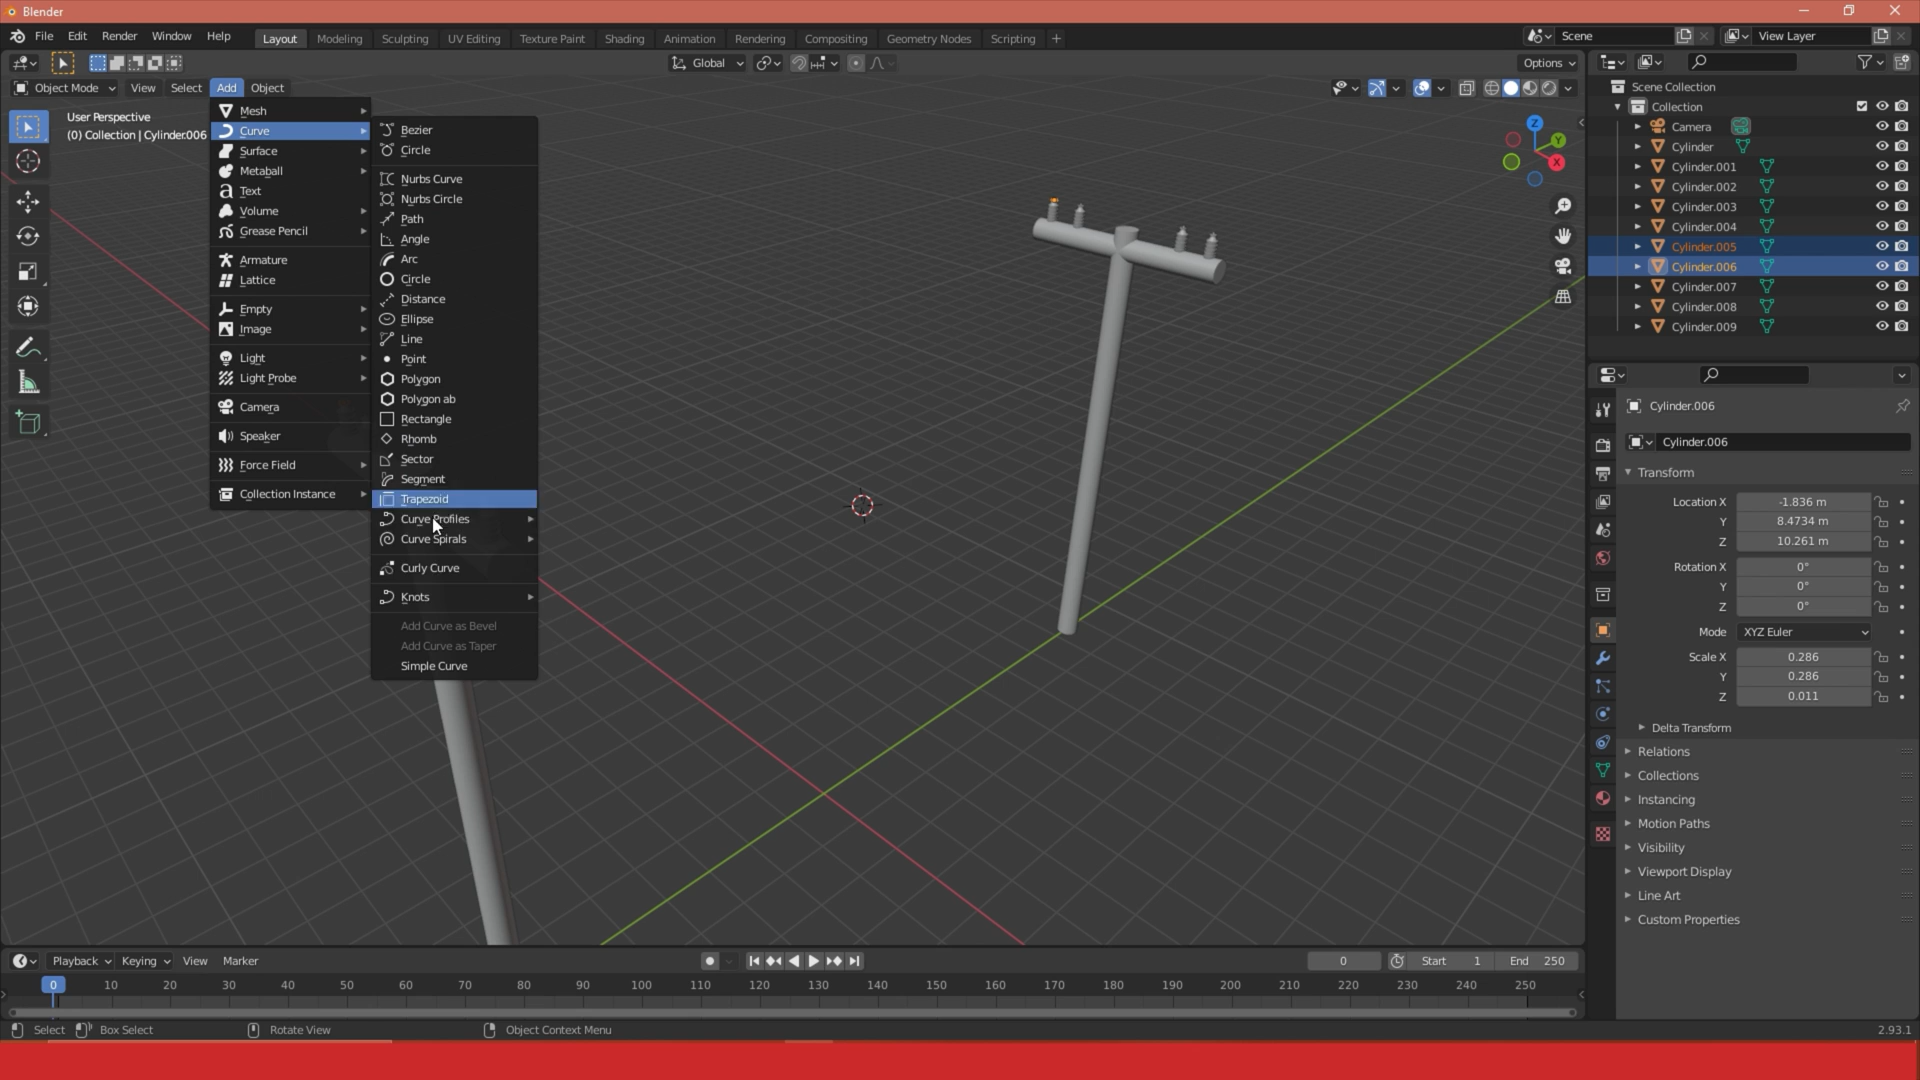 Blender
File Edit Render Window Help
Layout Modeling Sculpting UV Editing Texture Paint Shading Animation Rendering Compositing Geometry Nodes Scripting +
Scene
View Layer
Global
Options
Object Mode View Select Add Object
User Perspective
(0) Collection | Cylinder.006
Mesh
Curve
Surface
Metaball
Text
Volume
Grease Pencil
Armature
Lattice
Empty
Image
Light
Light Probe
Camera
Speaker
Force Field
Collection Instance
Bezier
Circle
Nurbs Curve
Nurbs Circle
Path
Angle
Arc
Circle
Distance
Ellipse
Line
Point
Polygon
Polygon ab
Rectangle
Rhomb
Sector
Segment
Trapezoid
Curve Profiles
Curve Spirals
Curly Curve
Knots
Add Curve as Bevel
Add Curve as Taper
Simple Curve
Z
Y
X
Scene Collection
Collection
Camera
Cylinder
Cylinder.001
Cylinder.002
Cylinder.003
Cylinder.004
Cylinder.005
Cylinder.006
Cylinder.007
Cylinder.008
Cylinder.009
Cylinder.006
Cylinder.006
Transform
Location X -1.836 m
Y 8.4734 m
Z 10.261 m
Rotation X 0°
Y 0°
Z 0°
Mode XYZ Euler
Scale X 0.286
Y 0.286
Z 0.011
Delta Transform
Relations
Collections
Instancing
Motion Paths
Visibility
Viewport Display
Line Art
Custom Properties
Playback Keying View Marker
0 Start 1 End 250
0 10 20 30 40 50 60 70 80 90 100 110 120 130 140 150 160 170 180 190 200 210 220 230 240 250
Select Box Select Rotate View Object Context Menu 2.93.1